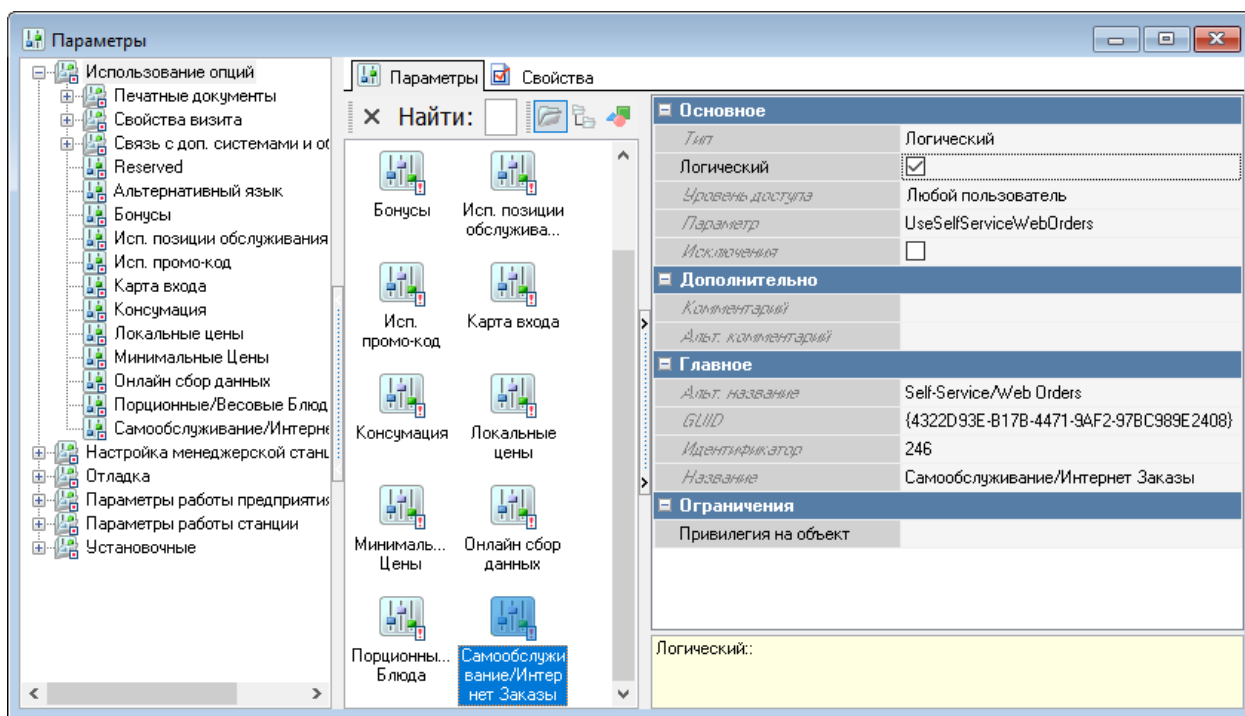 Параметры
Использование опций
Печатные документы
Свойства визита
Связь с доп. системами и об
Reserved
Альтернативный язык
Бонусы
Исп. позиции обслуживания
Исп. промо-код
Карта входа
Консумация
Локальные цены
Минимальные Цены
Онлайн сбор данных
Порционные/Весовые Блюд
Самообслуживание/Интерне
Настройка менеджерской станц
Отладка
Параметры работы предприятия
Параметры работы станции
Установочные
Параметры
Свойства
Найти:
Бонусы
Исп. позиции
обслужива...
Исп.
промо-код
Карта входа
Консумация
Локальные
цены
Минималь...
Цены
Онлайн сбор
данных
Порционны...
Блюда
Самообслужи
вание/Интер
нет Заказы
Основное
Тип Логический
Логический
Уровень доступа Любой пользователь
Параметр UseSelfServiceWebOrders
Исключения
Дополнительно
Комментарий
Альт. комментарий
Главное
Альт. название Self-Service/Web Orders
GUID {4322D93E-B17B-4471-9AF2-97BC989E2408}
Идентификатор 246
Название Самообслуживание/Интернет Заказы
Ограничения
Привилегия на объект
Логический::